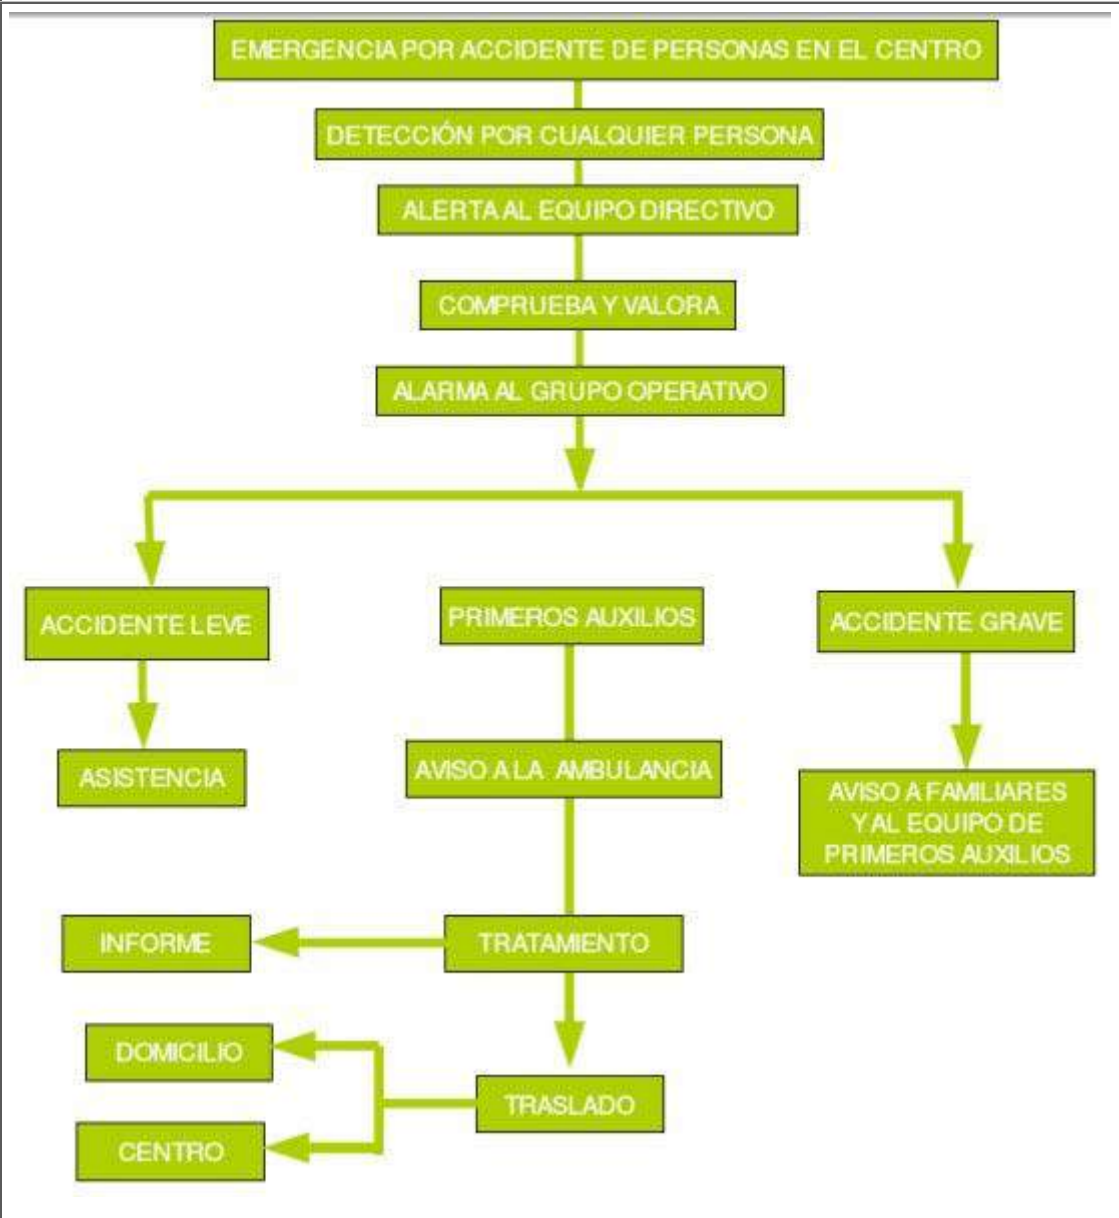 EMERGENCIA POR ACCIDENTE DE PERSONAS EN EL CENTRO
DETECCIÓN POR CUALQUIER PERSONA
ALERTA AL EQUIPO DIRECTIVO
COMPRUEBA Y VALORA
ALARMA AL GRUPO OPERATIVO
ACCIDENTE LEVE
PRIMEROS AUXILIOS
ACCIDENTE GRAVE
ASISTENCIA
AVISO A LA AMBULANCIA
AVISO A FAMILIARES
Y AL EQUIPO DE
PRIMEROS AUXILIOS
INFORME
TRATAMIENTO
DOMICILIO
TRASLADO
CENTRO